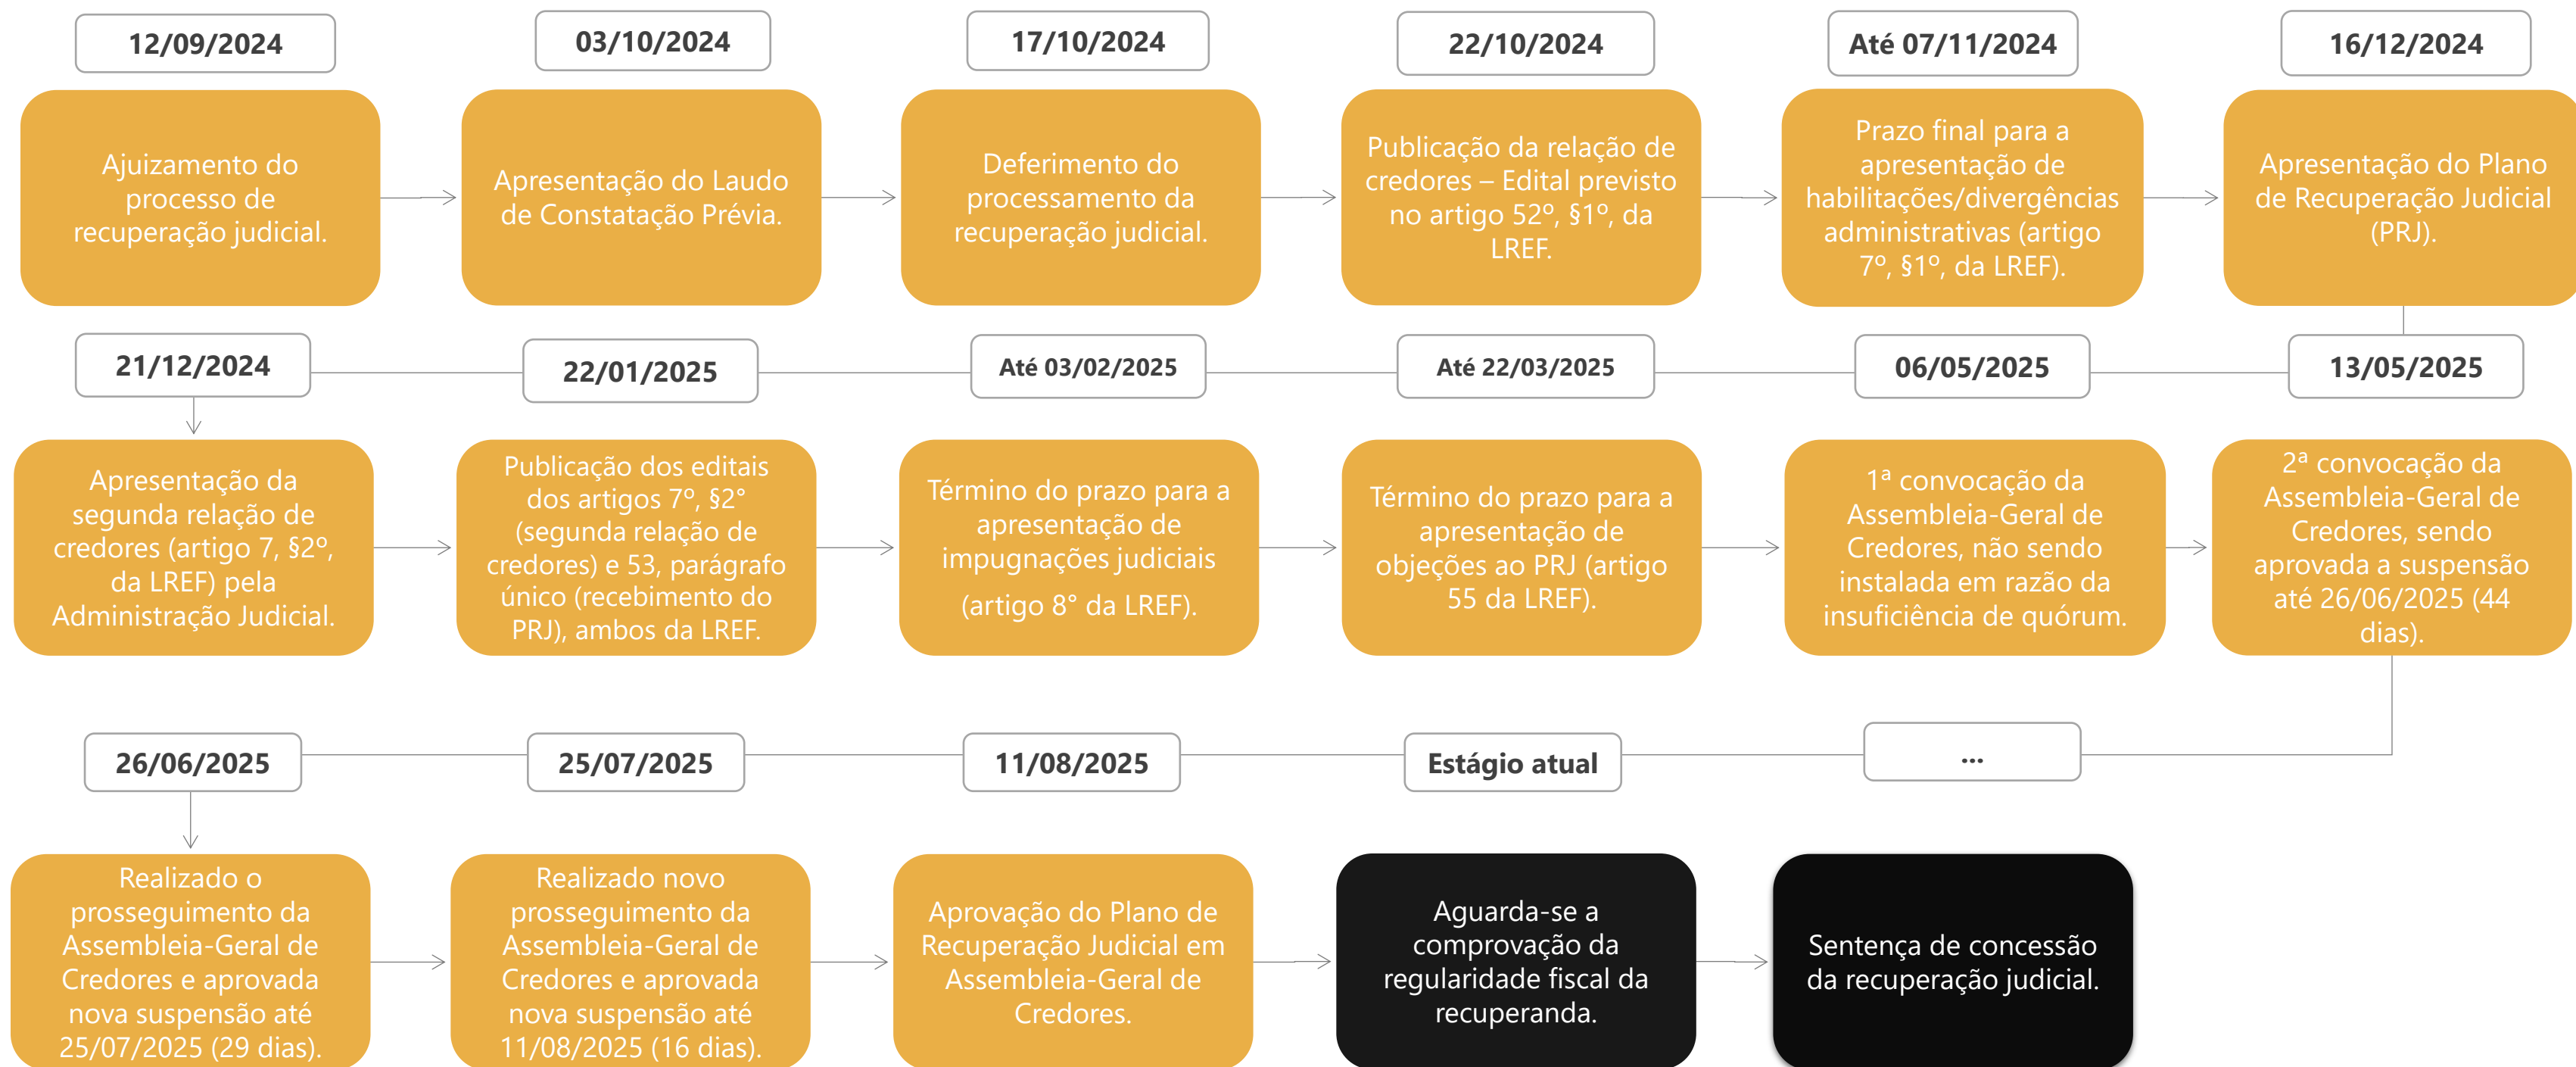 12/09/2024
03/10/2024
17/10/2024
22/10/2024
Até 07/11/2024
16/12/2024
Ajuizamento do
processo de
recuperação judicial.
Apresentação do Laudo
de Constatação Prévia.
Deferimento do
processamento da
recuperação judicial.
Publicação da relação de
credores – Edital previsto
no artigo 52º, §1º, da
LREF.
Prazo final para a
apresentação de
habilitações/divergências
administrativas (artigo
7º, §1º, da LREF).
Apresentação do Plano
de Recuperação Judicial
(PRJ).
21/12/2024
22/01/2025
Até 03/02/2025
Até 22/03/2025
06/05/2025
13/05/2025
Apresentação da
segunda relação de
credores (artigo 7, §2º,
da LREF) pela
Administração Judicial.
Publicação dos editais
dos artigos 7º, §2°
(segunda relação de
credores) e 53, parágrafo
único (recebimento do
PRJ), ambos da LREF.
Término do prazo para a
apresentação de
impugnações judiciais
(artigo 8° da LREF).
Término do prazo para a
apresentação de
objeções ao PRJ (artigo
55 da LREF).
1ª convocação da
Assembleia-Geral de
Credores, não sendo
instalada em razão da
insuficiência de quórum.
2ª convocação da
Assembleia-Geral de
Credores, sendo
aprovada a suspensão
até 26/06/2025 (44
dias).
26/06/2025
25/07/2025
11/08/2025
Estágio atual
...
Realizado o
prosseguimento da
Assembleia-Geral de
Credores e aprovada
nova suspensão até
25/07/2025 (29 dias).
Realizado novo
prosseguimento da
Assembleia-Geral de
Credores e aprovada
nova suspensão até
11/08/2025 (16 dias).
Aprovação do Plano de
Recuperação Judicial em
Assembleia-Geral de
Credores.
Aguarda-se a
comprovação da
regularidade fiscal da
recuperanda.
Sentença de concessão
da recuperação judicial.